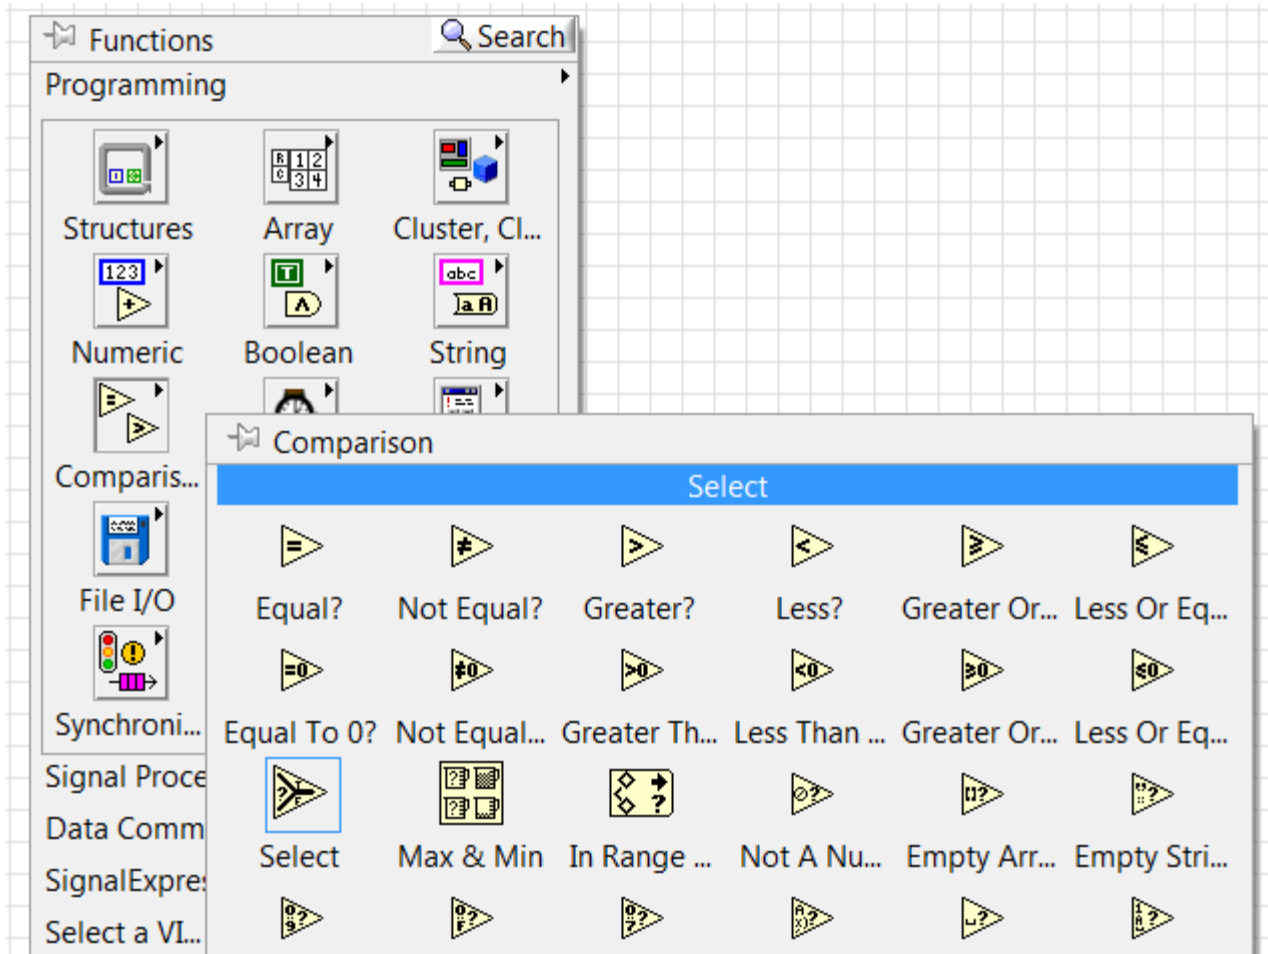 Functions Search
Programming
Structures Array Cluster, Cl...
123 abc
Numeric Boolean String
Comparis...
Comparison
Select
Equal? Not Equal? Greater? Less? Greater Or... Less Or Eq...
File I/O
Equal To 0? Not Equal... Greater Th... Less Than ... Greater Or... Less Or Eq...
Synchroni...
Signal Proce
Data Comm
SignalExpre
Select a VI...
Select Max & Min In Range ... Not A Nu... Empty Arr... Empty Stri...